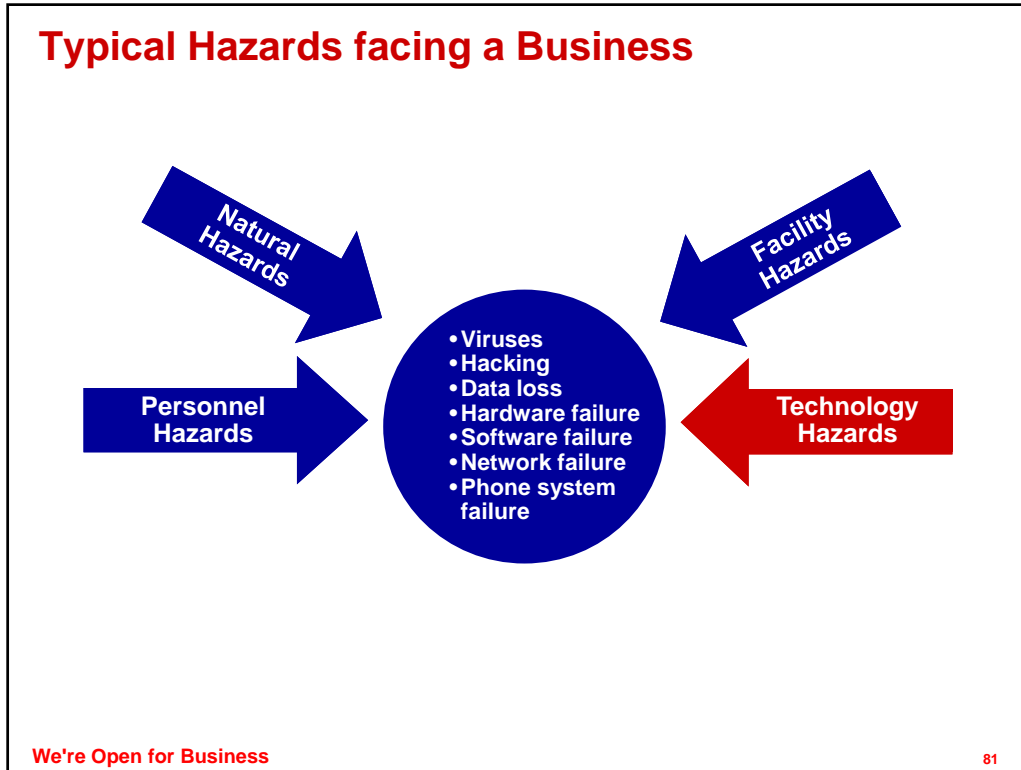 Typical Hazards facing a Business
Natural
Hazards
Facility
Hazards
•Viruses
•Hacking
•Data loss
•Hardware failure
•Software failure
•Network failure
•Phone system
failure
Personnel
Hazards
Technology
Hazards
We're Open for Business
81